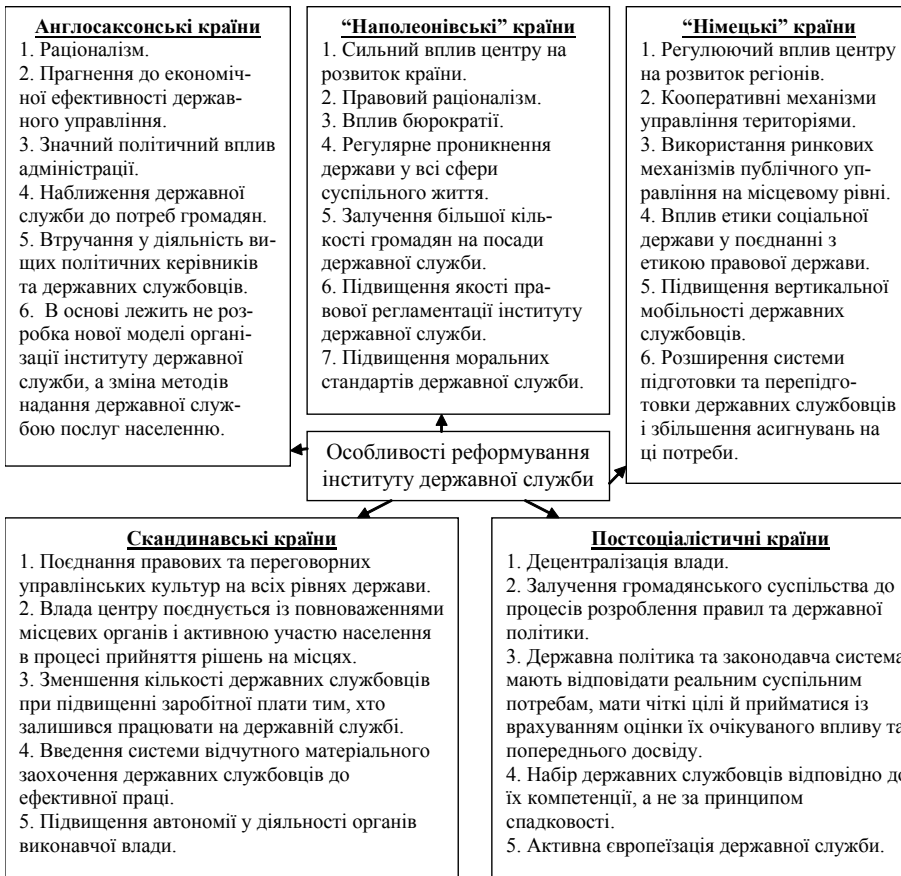 Англосаксонські країни
1. Раціоналізм.
2. Прагнення до економіч-
ної ефективності держав-
ного управління.
3. Значний політичний вплив
адміністрації.
4. Наближення державної
служби до потреб громадян.
5. Втручання у діяльність ви-
щих політичних керівників
та державних службовців.
6. В основі лежить не роз-
робка нової моделі органі-
зації інституту державної
служби, а зміна методів
надання державної служ-
бою послуг населенню.
“Наполеонівські” країни
1. Сильний вплив центру на
розвиток країни.
2. Правовий раціоналізм.
3. Вплив бюрократії.
4. Регулярне проникнення
держави у всі сфери
суспільного життя.
5. Залучення більшої кіль-
кості громадян на посади
державної служби.
6. Підвищення якості пра-
вової регламентації інституту
державної служби.
7. Підвищення моральних
стандартів державної служби.
“Німецькі” країни
1. Регулюючий вплив центру
на розвиток регіонів.
2. Кооперативні механізми
управління територіями.
3. Використання ринкових
механізмів публічного уп-
равління на місцевому рівні.
4. Вплив етики соціальної
держави у поєднанні з
етикою правової держави.
5. Підвищення вертикальної
мобільності державних
службовців.
6. Розширення системи
підготовки та перепідго-
товки державних службовців
і збільшення асигнувань на
ці потреби.
Особливості реформування
інституту державної служби
Скандинавські країни
1. Поєднання правових та переговорних
управлінських культур на всіх рівнях держави.
2. Влада центру поєднується із повноваженнями
місцевих органів і активною участю населення
в процесі прийняття рішень на місцях.
3. Зменшення кількості державних службовців
при підвищенні заробітної плати тим, хто
залишився працювати на державній службі.
4. Введення системи відчутного матеріального
заохочення державних службовців до
ефективної праці.
5. Підвищення автономії у діяльності органів
виконавчої влади.
Постсоціалістичні країни
1. Децентралізація влади.
2. Залучення громадянського суспільства до
процесів розроблення правил та державної
політики.
3. Державна політика та законодавча система
мають відповідати реальним суспільним
потребам, мати чіткі цілі й прийматися із
врахуванням оцінки їх очікуваного впливу та
попереднього досвіду.
4. Набір державних службовців відповідно до
їх компетенції, а не за принципом
спадковості.
5. Активна європеїзація державної служби.